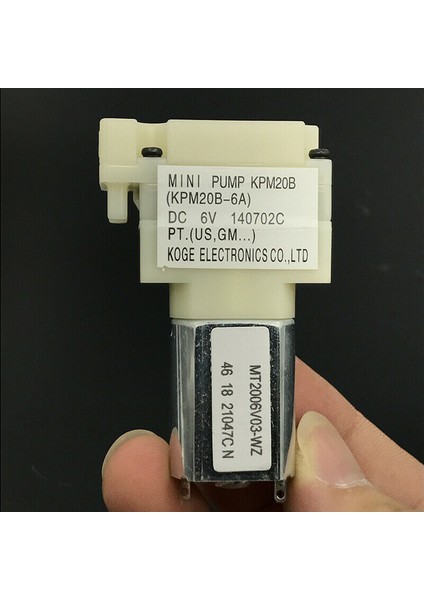 MINI PUMP KPM20B
(KPM20B-6A)
DC 6V 140702C
PT.(US,GM...)
KOGE ELECTRONICS CO.,LTD
MT2006V03-WZ
46 18 21047C N